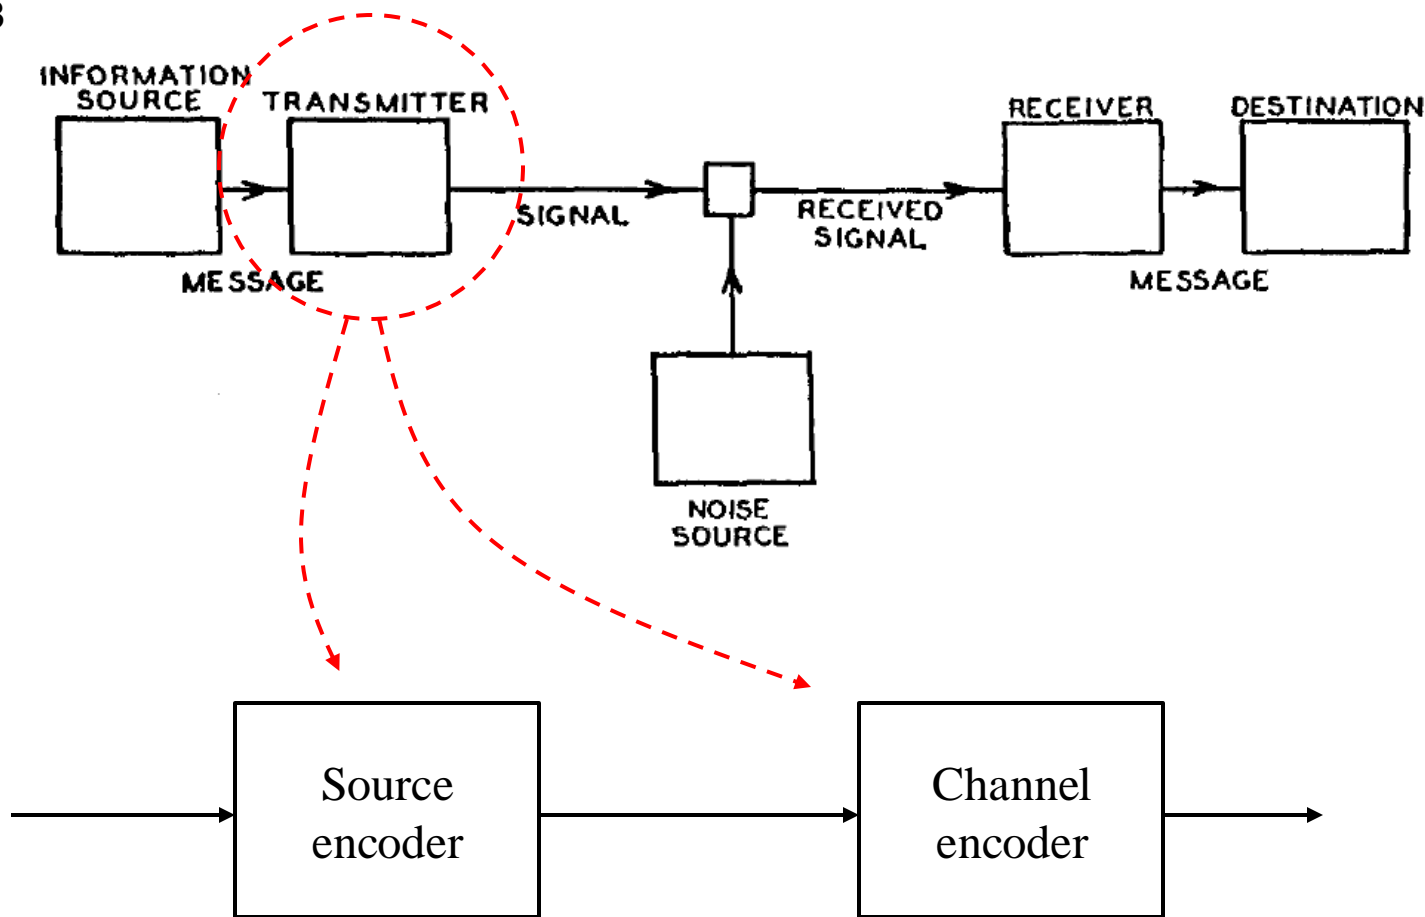 INFORMATION
SOURCE
TRANSMITTER
RECEIVER
DESTINATION
SIGNAL
RECEIVED
SIGNAL
MESSAGE
MESSAGE
NOISE
SOURCE
Source
encoder
Channel
encoder